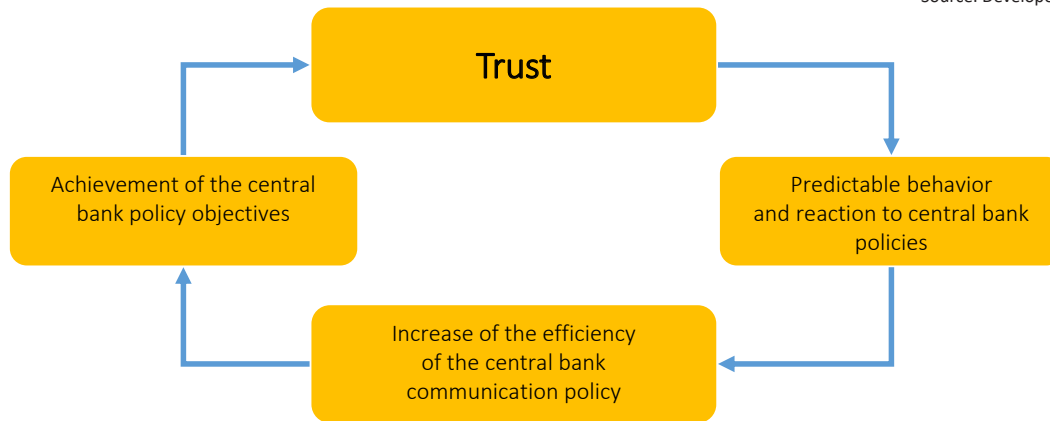 Trust
Achievement of the central
bank policy objectives
Predictable behavior
and reaction to central bank
policies
Increase of the efficiency
of the central bank
communication policy